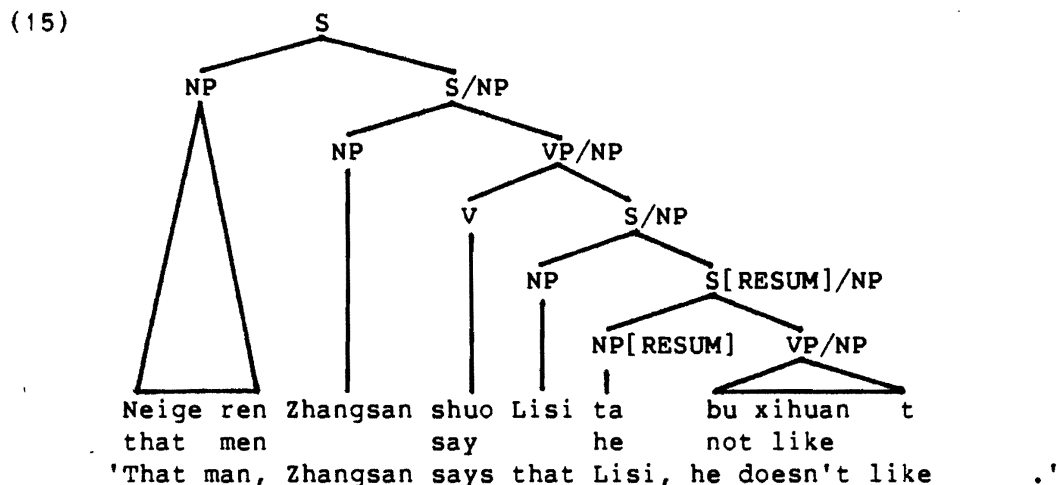 (15)
S
NP S/NP
NP VP/NP
V S/NP
NP S[RESUM]/NP
NP[RESUM] VP/NP
Neige ren Zhangsan shuo Lisi ta bu xihuan t
that men say he not like
'That man, Zhangsan says that Lisi, he doesn't like .'